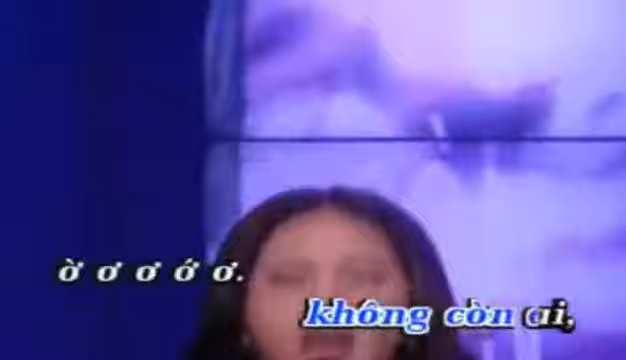 ờ ơ ơ ớ ơ.
không còn ai,